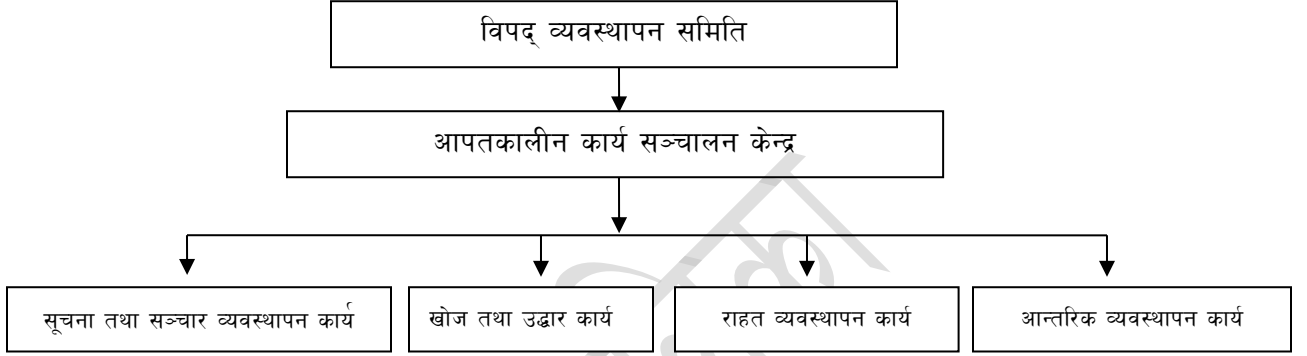 विपद् व्यवस्थापन समिति
आपतकालीन कार्य सञ्चालन केन्द्र
सूचना तथा सञ्चार व्यवस्थापन कार्य
खोज तथा उद्धार कार्य
राहत व्यवस्थापन कार्य
आन्तरिक व्यवस्थापन कार्य